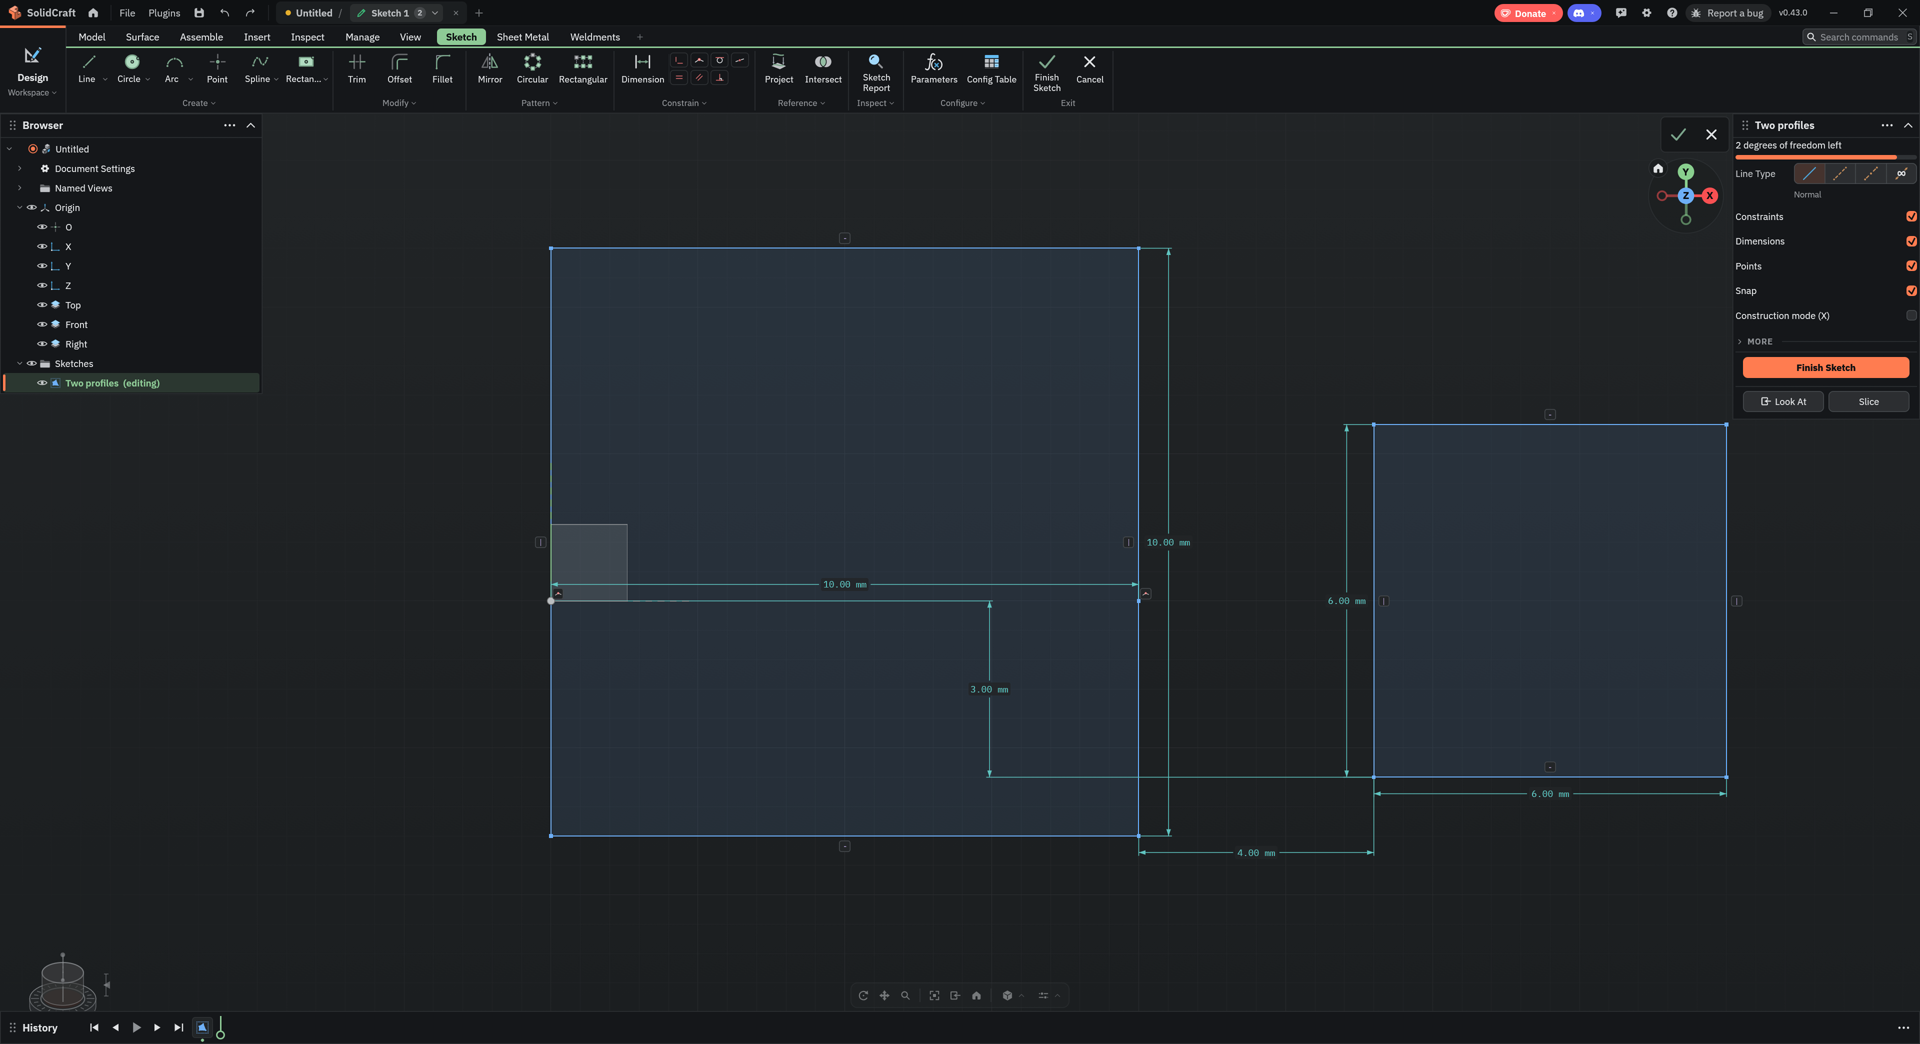 SolidCraft File Plugins Untitled / Sketch 1 2 Donate Report a bug v0.43.0
Model Surface Assemble Insert Inspect Manage View Sketch Sheet Metal Weldments Search commands S
Design
Workspace
Line Circle Arc Point Spline Rectan... Trim Offset Fillet Mirror Circular Rectangular Dimension Project Intersect Sketch Report Parameters Config Table Finish Sketch Cancel
Create Modify Pattern Constrain Reference Inspect Configure Exit
Browser
Untitled
Document Settings
Named Views
Origin
O
X
Y
Z
Top
Front
Right
Sketches
Two profiles (editing)
Y
Z X
Two profiles
2 degrees of freedom left
Line Type
Normal
Constraints
Dimensions
Points
Snap
Construction mode (X)
MORE
Finish Sketch
Look At Slice
10.00 mm
10.00 mm
6.00 mm
3.00 mm
6.00 mm
4.00 mm
History